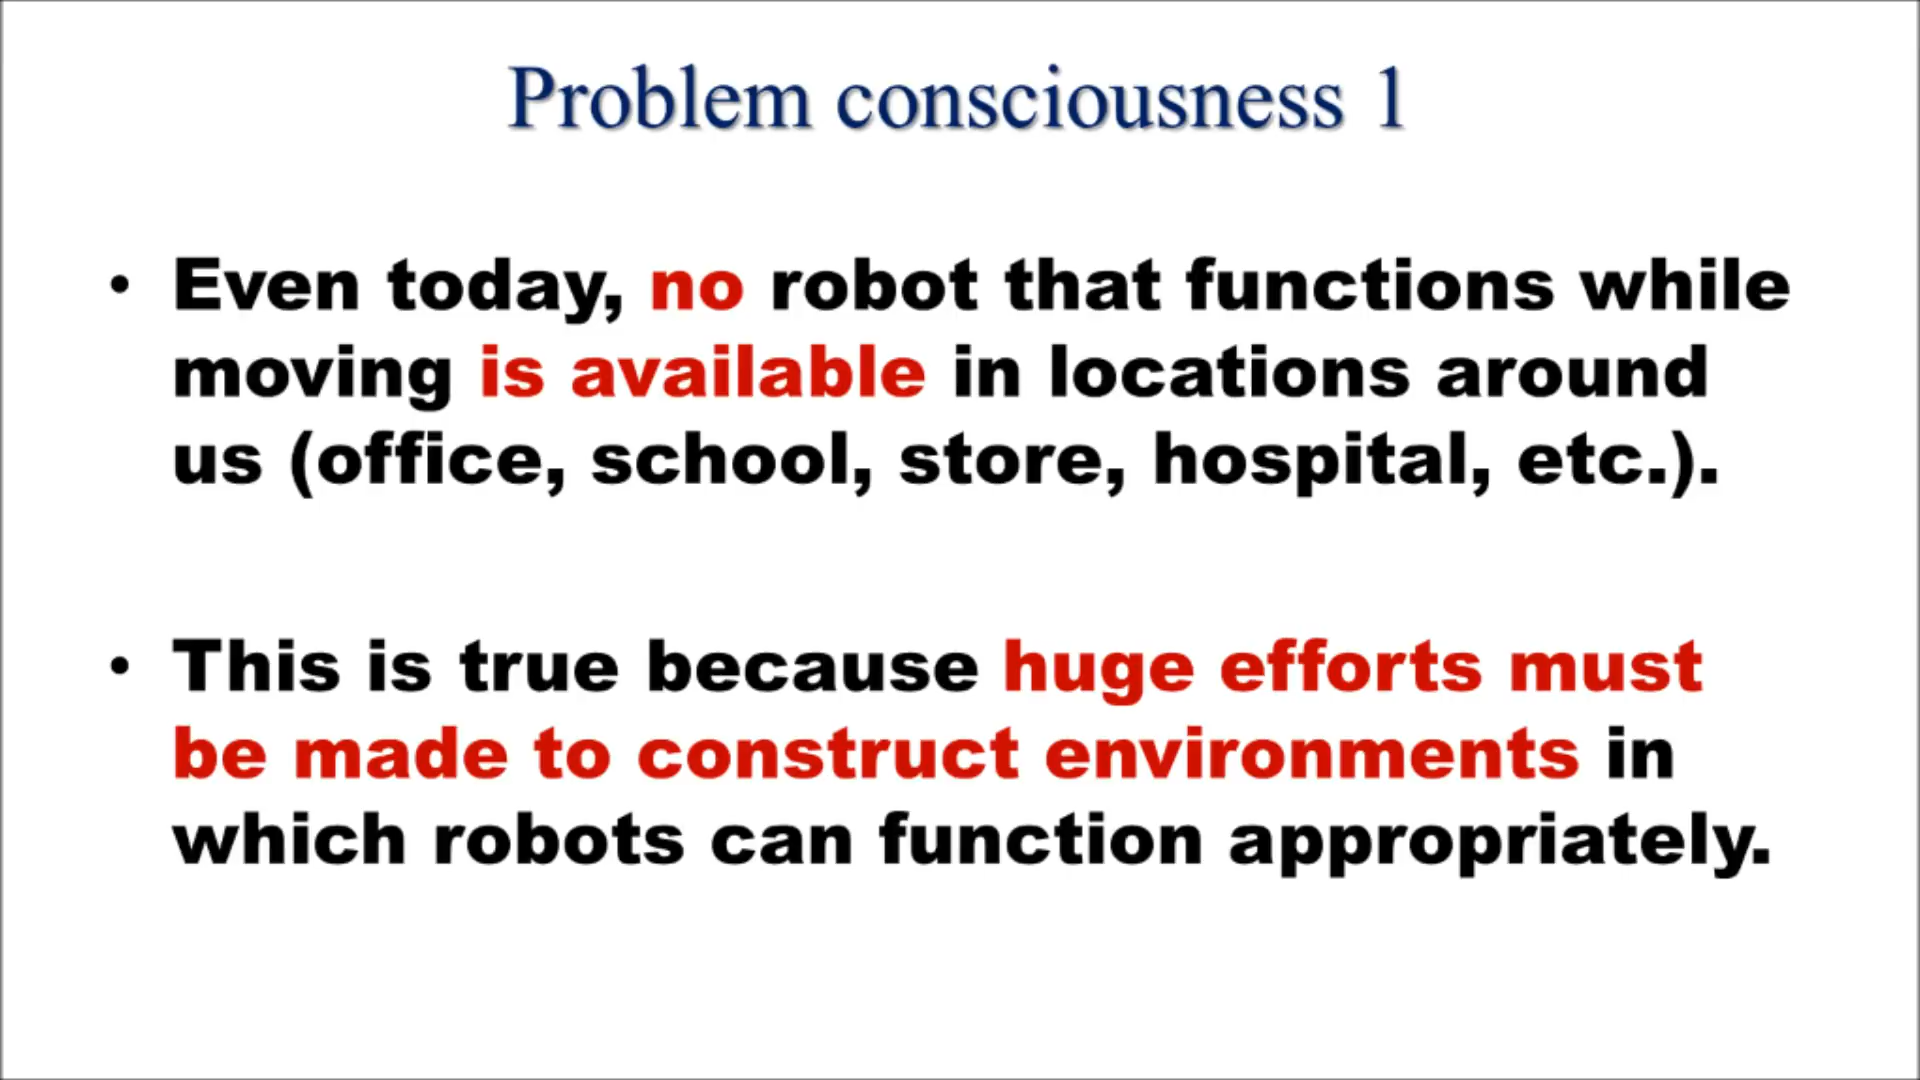 Problem consciousness 1
• Even today, no robot that functions while
moving is available in locations around
us (office, school, store, hospital, etc.).
• This is true because huge efforts must
be made to construct environments in
which robots can function appropriately.